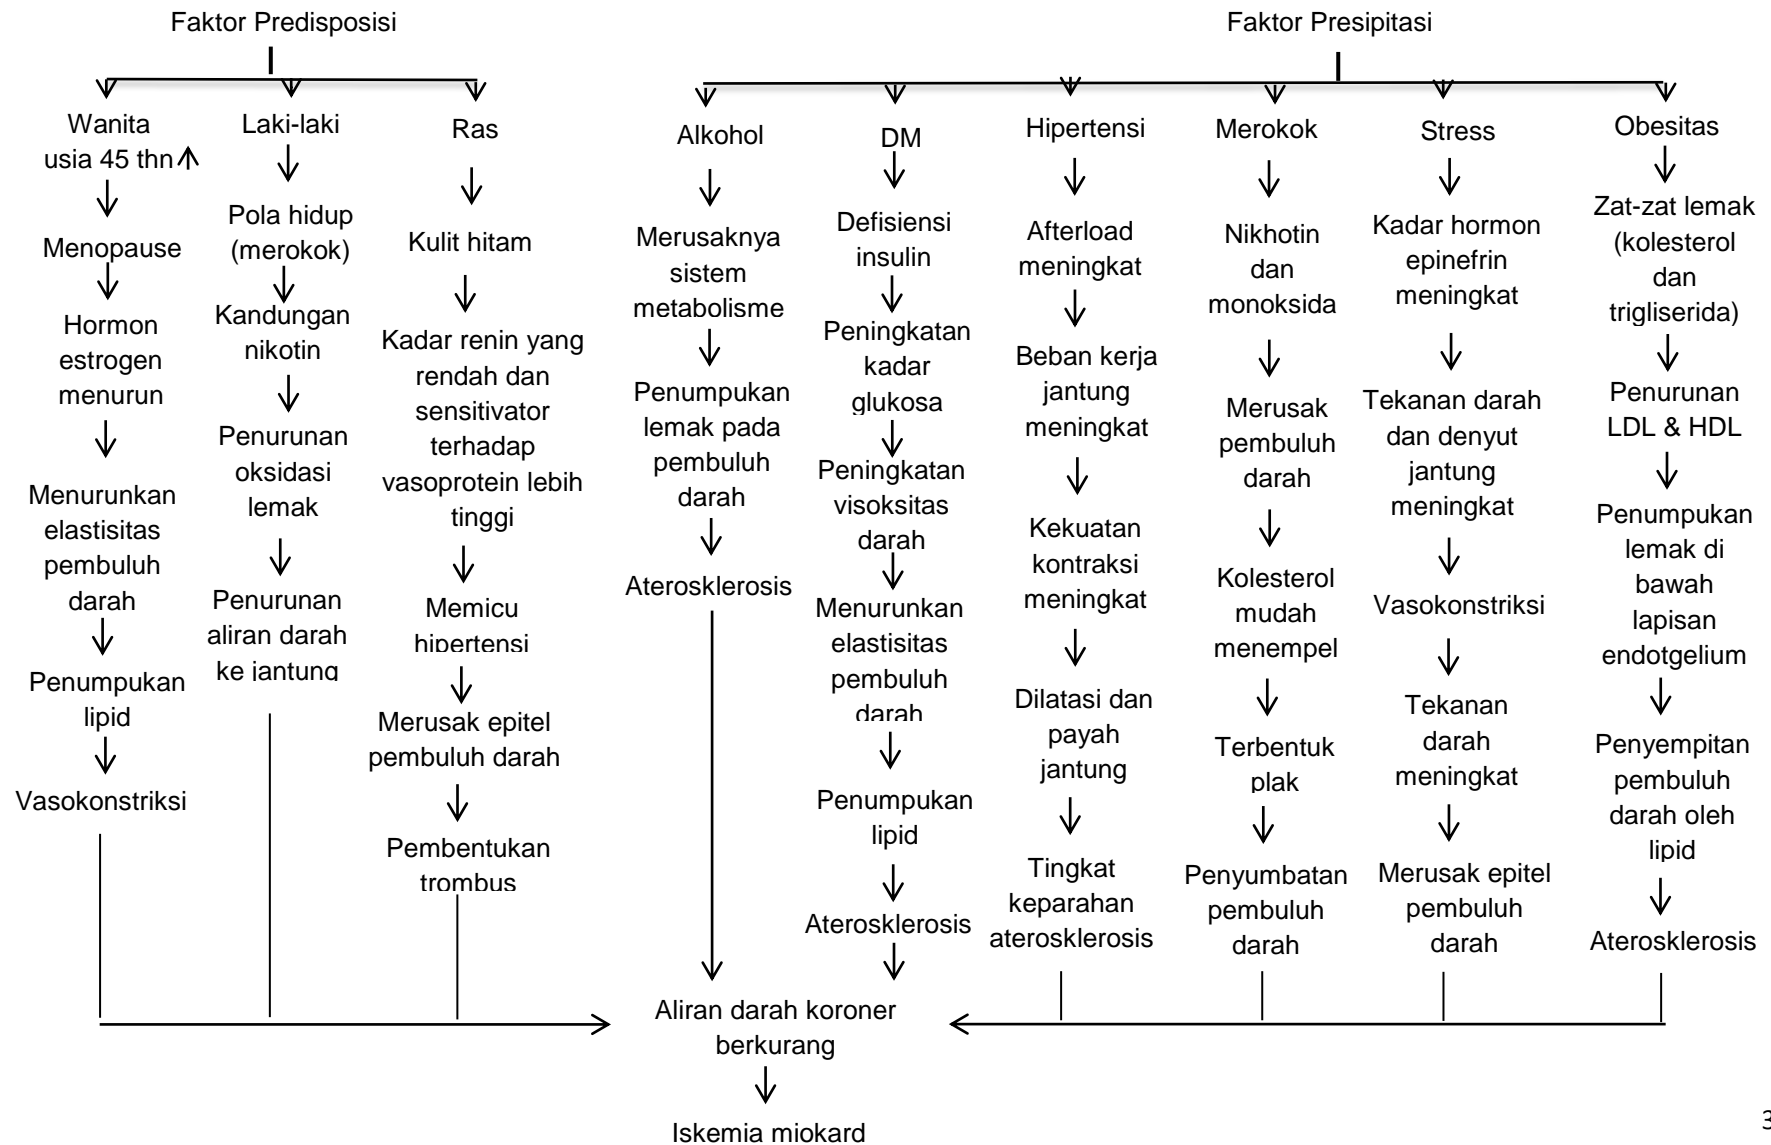 Faktor Predisposisi
Faktor Presipitasi
Wanita
usia 45 thn
Menopause
Hormon
estrogen
menurun
Menurunkan
elastisitas
pembuluh
darah
Penumpukan
lipid
Vasokonstriksi
Laki-laki
Pola hidup
(merokok)
Kandungan
nikotin
Penurunan
oksidasi
lemak
Penurunan
aliran darah
ke jantung
Ras
Kulit hitam
Kadar renin yang
rendah dan
sensitivator
terhadap
vasoprotein lebih
tinggi
Memicu
hipertensi
Merusak epitel
pembuluh darah
Pembentukan
trombus
Alkohol
Merusaknya
sistem
metabolisme
Penumpukan
lemak pada
pembuluh
darah
Aterosklerosis
DM
Defisiensi
insulin
Peningkatan
kadar
glukosa
Peningkatan
visoksitas
darah
Menurunkan
elastisitas
pembuluh
darah
Penumpukan
lipid
Aterosklerosis
Hipertensi
Afterload
meningkat
Beban kerja
jantung
meningkat
Kekuatan
kontraksi
meningkat
Dilatasi dan
payah
jantung
Tingkat
keparahan
aterosklerosis
Merokok
Nikhotin
dan
monoksida
Merusak
pembuluh
darah
Kolesterol
mudah
menempel
Terbentuk
plak
Penyumbatan
pembuluh
darah
Stress
Kadar hormon
epinefrin
meningkat
Tekanan darah
dan denyut
jantung
meningkat
Vasokonstriksi
Tekanan
darah
meningkat
Merusak epitel
pembuluh
darah
Obesitas
Zat-zat lemak
(kolesterol
dan
trigliserida)
Penurunan
LDL & HDL
Penumpukan
lemak di
bawah
lapisan
endotgelium
Penyempitan
pembuluh
darah oleh
lipid
Aterosklerosis
Aliran darah koroner
berkurang
Iskemia miokard
3